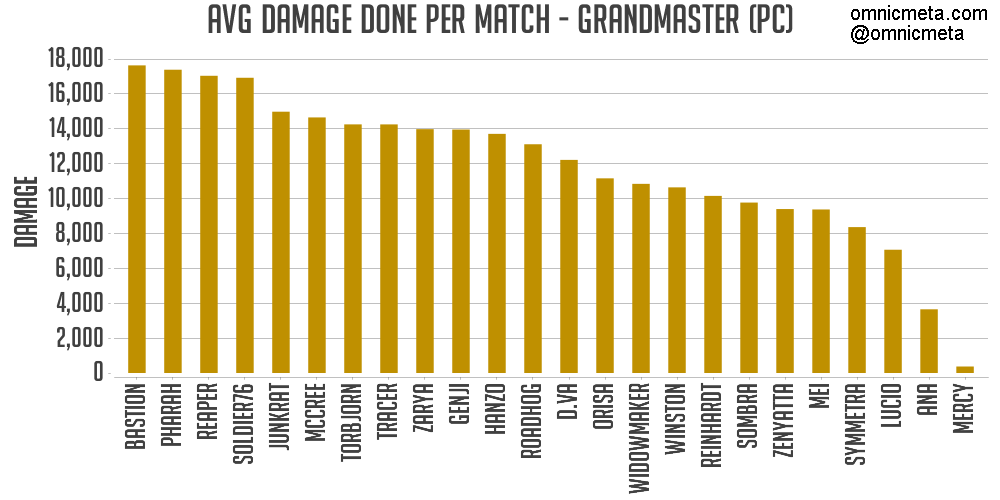 AVG DAMAGE DONE PER MATCH - GRANDMASTER (PC)
omnicmeta.com
@omnicmeta
DAMAGE
18,000
16,000
14,000
12,000
10,000
8,000
6,000
4,000
2,000
0
BASTION
PHARAH
REAPER
SOLDIER76
JUNKRAT
MCCREE
TORBJORN
TRACER
ZARYA
GENJI
HANZO
ROADHOG
D.VA
ORISA
WIDOWMAKER
WINSTON
REINHARDT
SOMBRA
ZENYATTA
MEI
SYMMETRA
LUCIO
ANA
MERCY